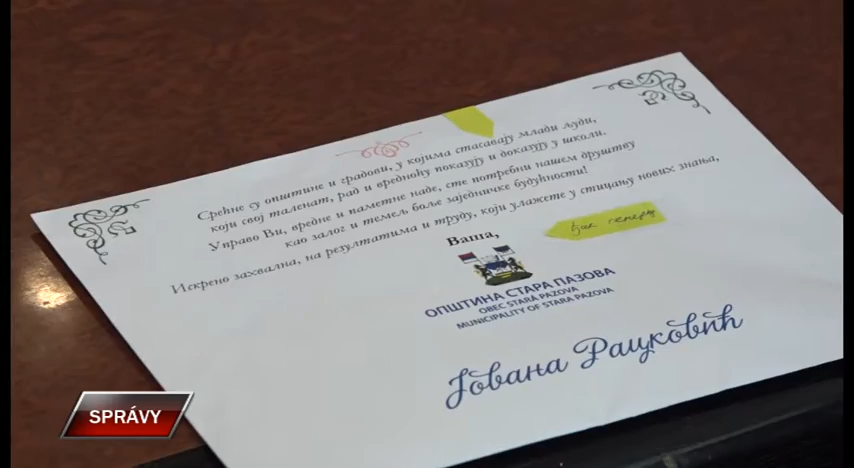 Срећне су општине и градови, у којима стасавају млади људи,
који свој таленат, рад и вредноћу показују и доказују у школи.
Управо Ви, вредне и паметне наде, сте потребни нашем друштву
као залог и темељ боље заједничке будућности!
Искрено захвална, на резултатима и труду, који улажете у стицању нових знања,
Ваша,
ОПШТИНА СТАРА ПАЗОВА
OBEC STARÁ PAZOVA
MUNICIPALITY OF STARA PAZOVA
Јована Рацковић
SPRÁVY